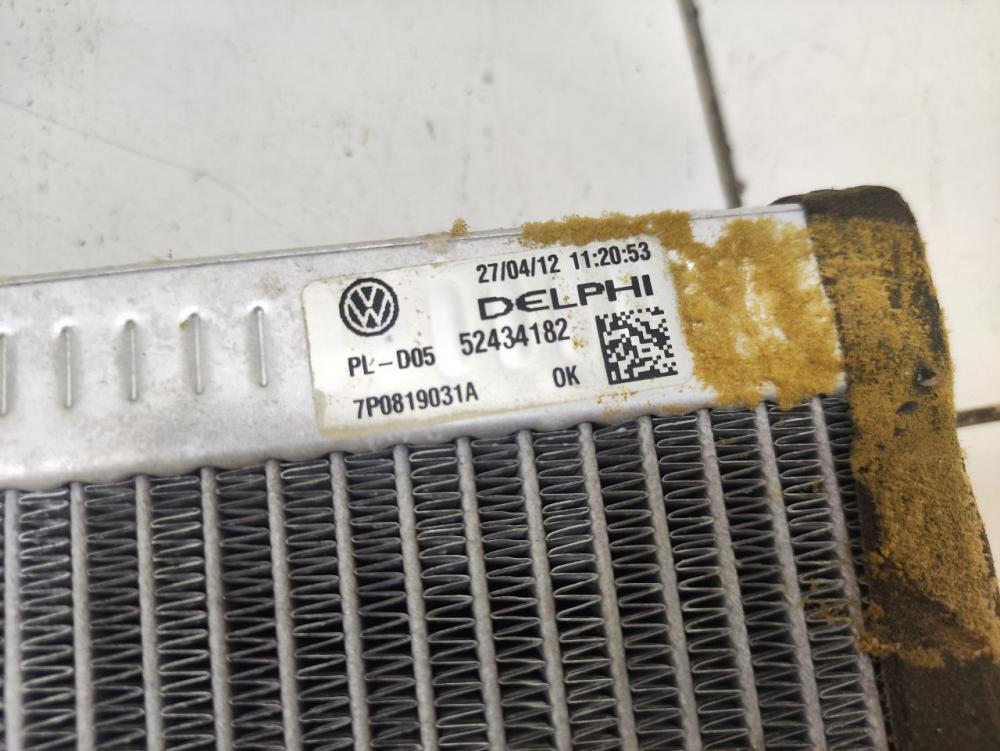 27/04/12 11:20:53
DELPHI
PL-D05 52434182
7P0819031A OK